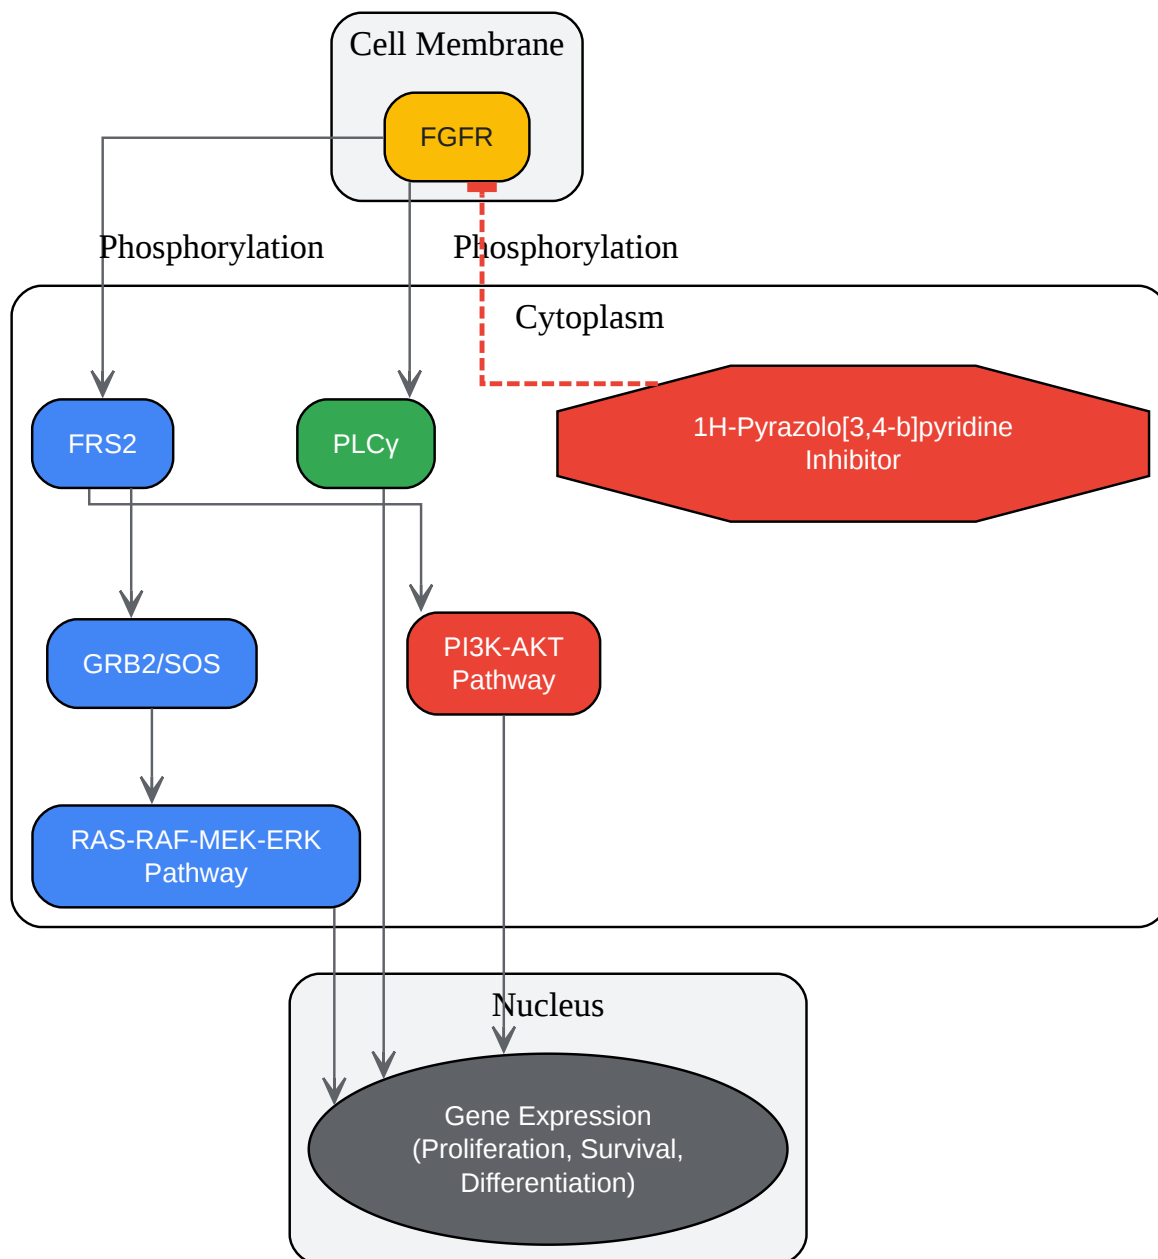 Cell Membrane
FGFR
Phosphorylation
Phosphorylation
Cytoplasm
FRS2
PLCγ
1H-Pyrazolo[3,4-b]pyridine
Inhibitor
GRB2/SOS
PI3K-AKT
Pathway
RAS-RAF-MEK-ERK
Pathway
Nucleus
Gene Expression
(Proliferation, Survival,
Differentiation)